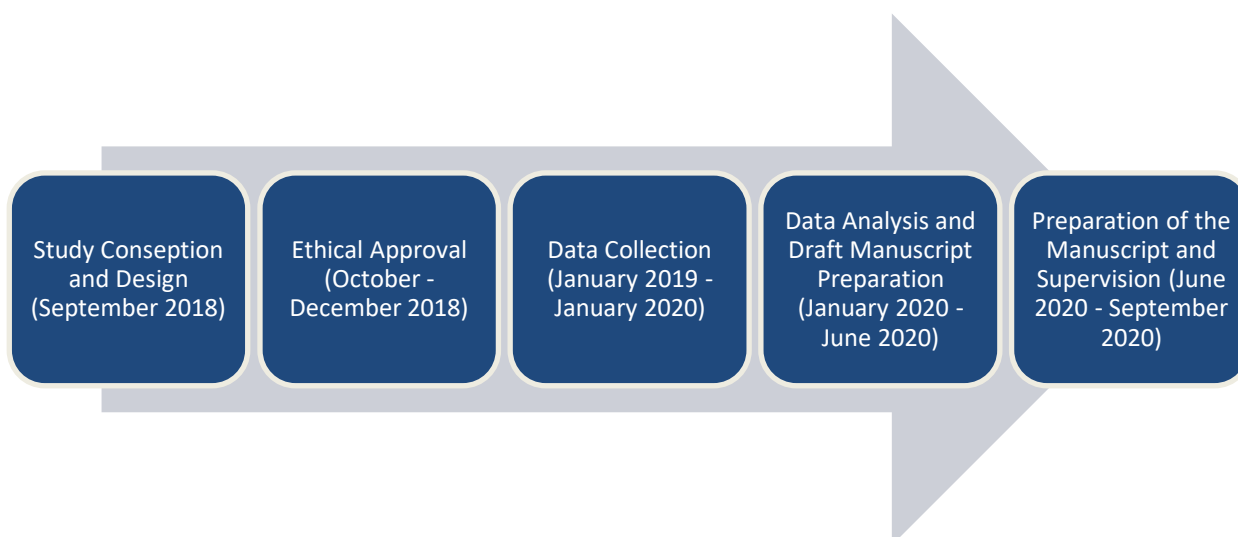 Study Conseption
and Design
(September 2018)
Ethical Approval
(October -
December 2018)
Data Collection
(January 2019 -
January 2020)
Data Analysis and
Draft Manuscript
Preparation
(January 2020 -
June 2020)
Preparation of the
Manuscript and
Supervision (June
2020 - September
2020)